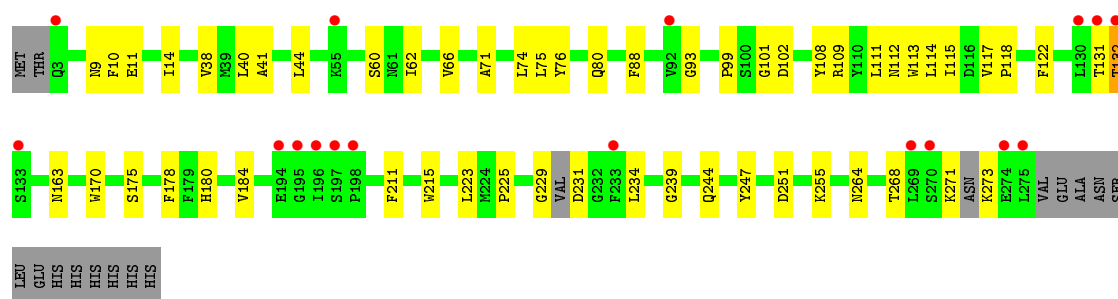 MET THR Q3 N9 F10 E11 I14 V38 M39 L40 A41 L44 K55 S60 N61 I62 V66 A71 L74 L75 Y76 Q80 F88 V92 G93 P99 S100 G101 D102 Y108 R109 Y110 L111 N112 W113 L114 I115 D116 V117 P118 F122 L130 T131 T132
S133 N163 W170 S175 F178 F179 H180 V184 E194 G195 I196 S197 P198 F211 W215 L223 M224 P225 G229 VAL D231 G232 F233 L234 G239 Q244 Y247 D251 K255 N264 T268 L269 S270 K271 ASN K273 E274 L275 VAL GLU ALA ASN SER
LEU GLU HIS HIS HIS HIS HIS HIS